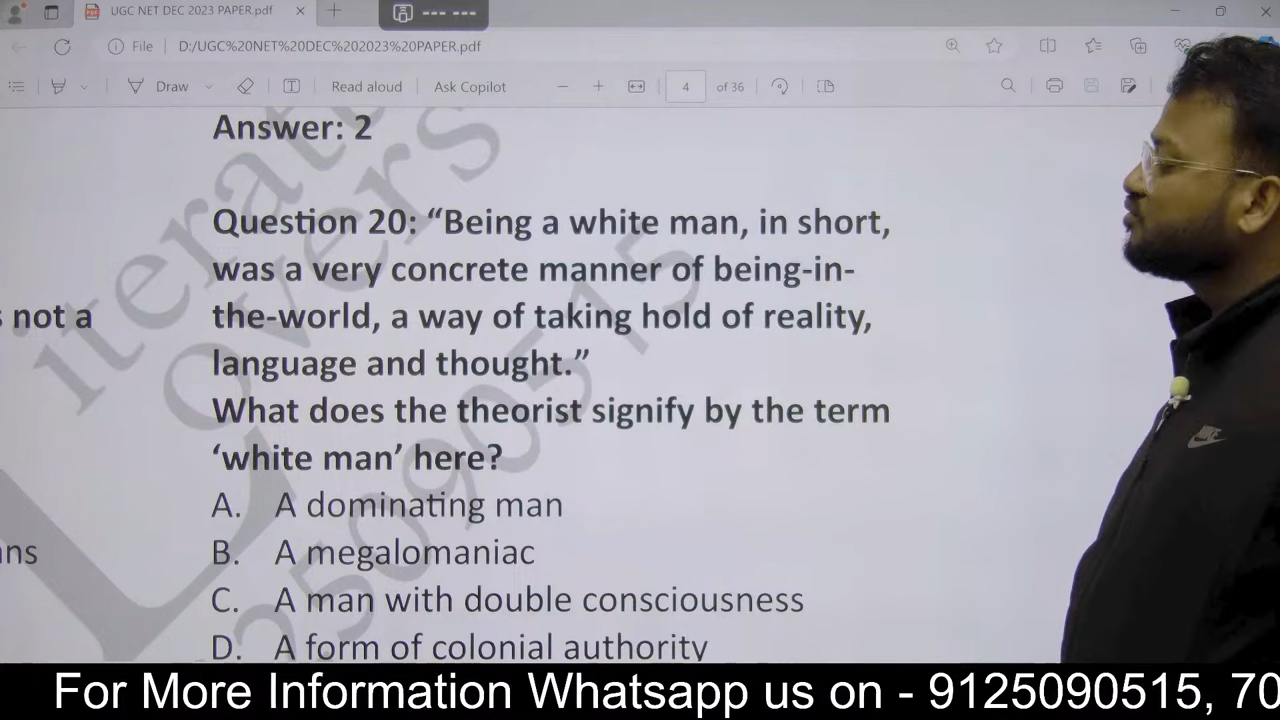 UGC NET DEC 2023 PAPER.pdf
File
D:/UGC%20NET%20DEC%202023%20PAPER.pdf
Draw
Read aloud
Ask Copilot
4
of 36
Answer: 2
Question 20: “Being a white man, in short,
was a very concrete manner of being-in-
not a
the-world, a way of taking hold of reality,
language and thought.”
What does the theorist signify by the term
‘white man’ here?
A. A dominating man
B. A megalomaniac
C. A man with double consciousness
D. A form of colonial authority
overs
2509051 5
For More Information Whatsapp us on - 9125090515, 70